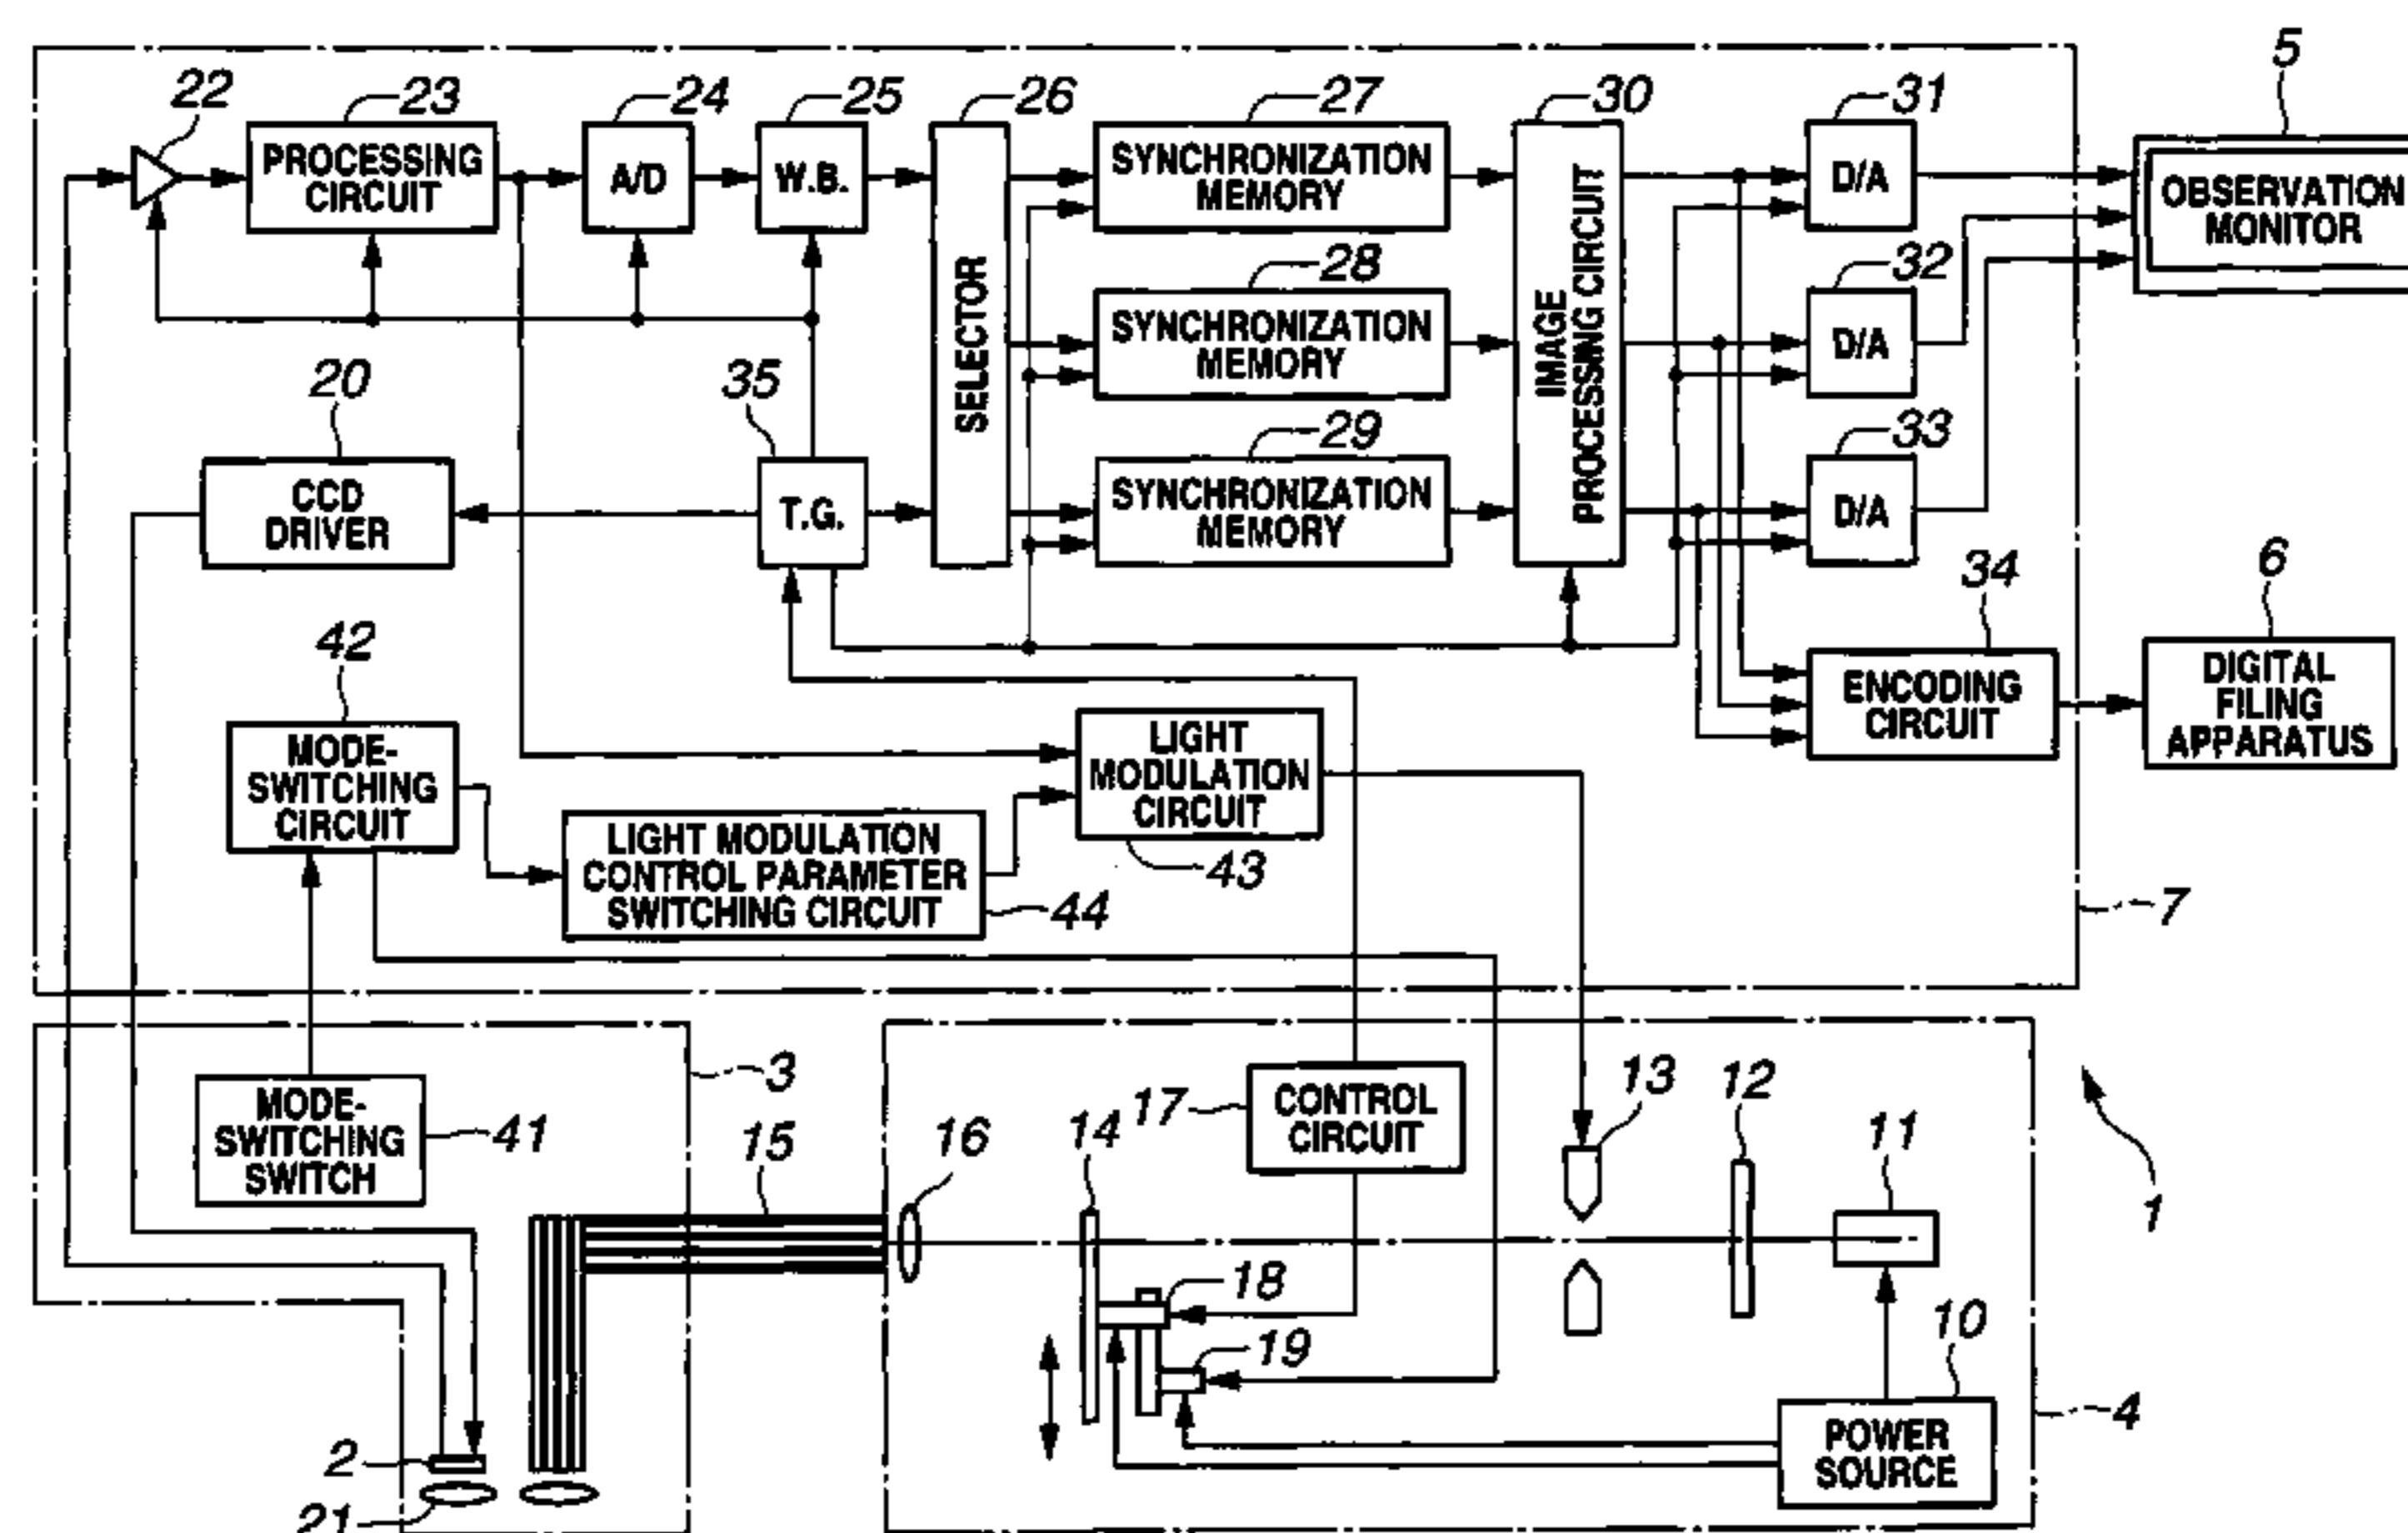 5
22
23
24
25
26
27
30
31
PROCESSING
CIRCUIT
A/D
W.B.
SELECTOR
SYNCHRONIZATION
MEMORY
IMAGE
PROCESSING CIRCUIT
D/A
OBSERVATION
MONITOR
28
SYNCHRONIZATION
MEMORY
32
D/A
20
CCD
DRIVER
35
T.G.
29
SYNCHRONIZATION
MEMORY
33
D/A
34
ENCODING
CIRCUIT
6
DIGITAL
FILING
APPARATUS
42
MODE-
SWITCHING
CIRCUIT
LIGHT
MODULATION
CIRCUIT
43
LIGHT MODULATION
CONTROL PARAMETER
SWITCHING CIRCUIT
44
7
3
MODE-
SWITCHING
SWITCH
41
15
16
14
17
CONTROL
CIRCUIT
13
12
11
1
18
19
10
POWER
SOURCE
4
2
21